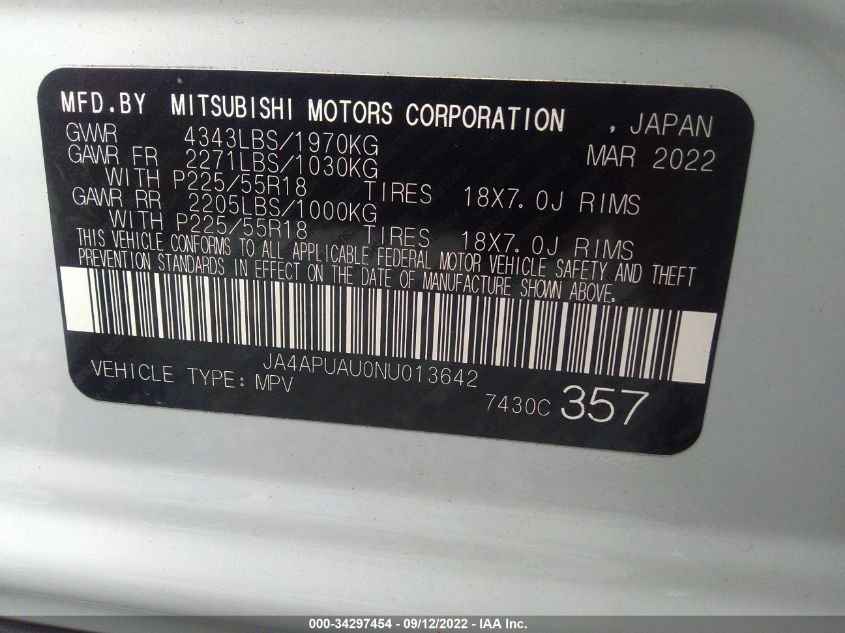 MFD.BY MITSUBISHI MOTORS CORPORATION , JAPAN
GVWR 4343LBS/1970KG MAR 2022
GAWR FR 2271LBS/1030KG
WITH P225/55R18 TIRES 18X7.0J RIMS
GAWR RR 2205LBS/1000KG
WITH P225/55R18 TIRES 18X7.0J RIMS
THIS VEHICLE CONFORMS TO ALL APPLICABLE FEDERAL MOTOR VEHICLE SAFETY AND THEFT
PREVENTION STANDARDS IN EFFECT ON THE DATE OF MANUFACTURE SHOWN ABOVE.
JA4APUAU0NU013642
VEHICLE TYPE: MPV 7430C 357
000-34297454 - 09/12/2022 - IAA Inc.